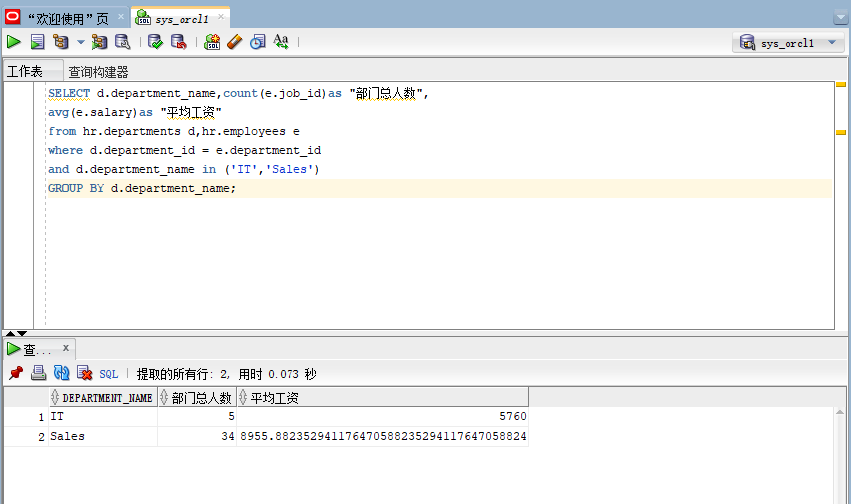 “欢迎使用”页
sys_orcl1
SQL
Aa
sys_orcl1
工作表 查询构建器
SELECT d.department_name,count(e.job_id)as "部门总人数",
avg(e.salary)as "平均工资"
from hr.departments d,hr.employees e
where d.department_id = e.department_id
and d.department_name in ('IT','Sales')
GROUP BY d.department_name;
查...
SQL 提取的所有行: 2, 用时 0.073 秒
DEPARTMENT_NAME 部门总人数 平均工资
1 IT 5 5760
2 Sales 34 8955.88235294117647058823529411764705882​4